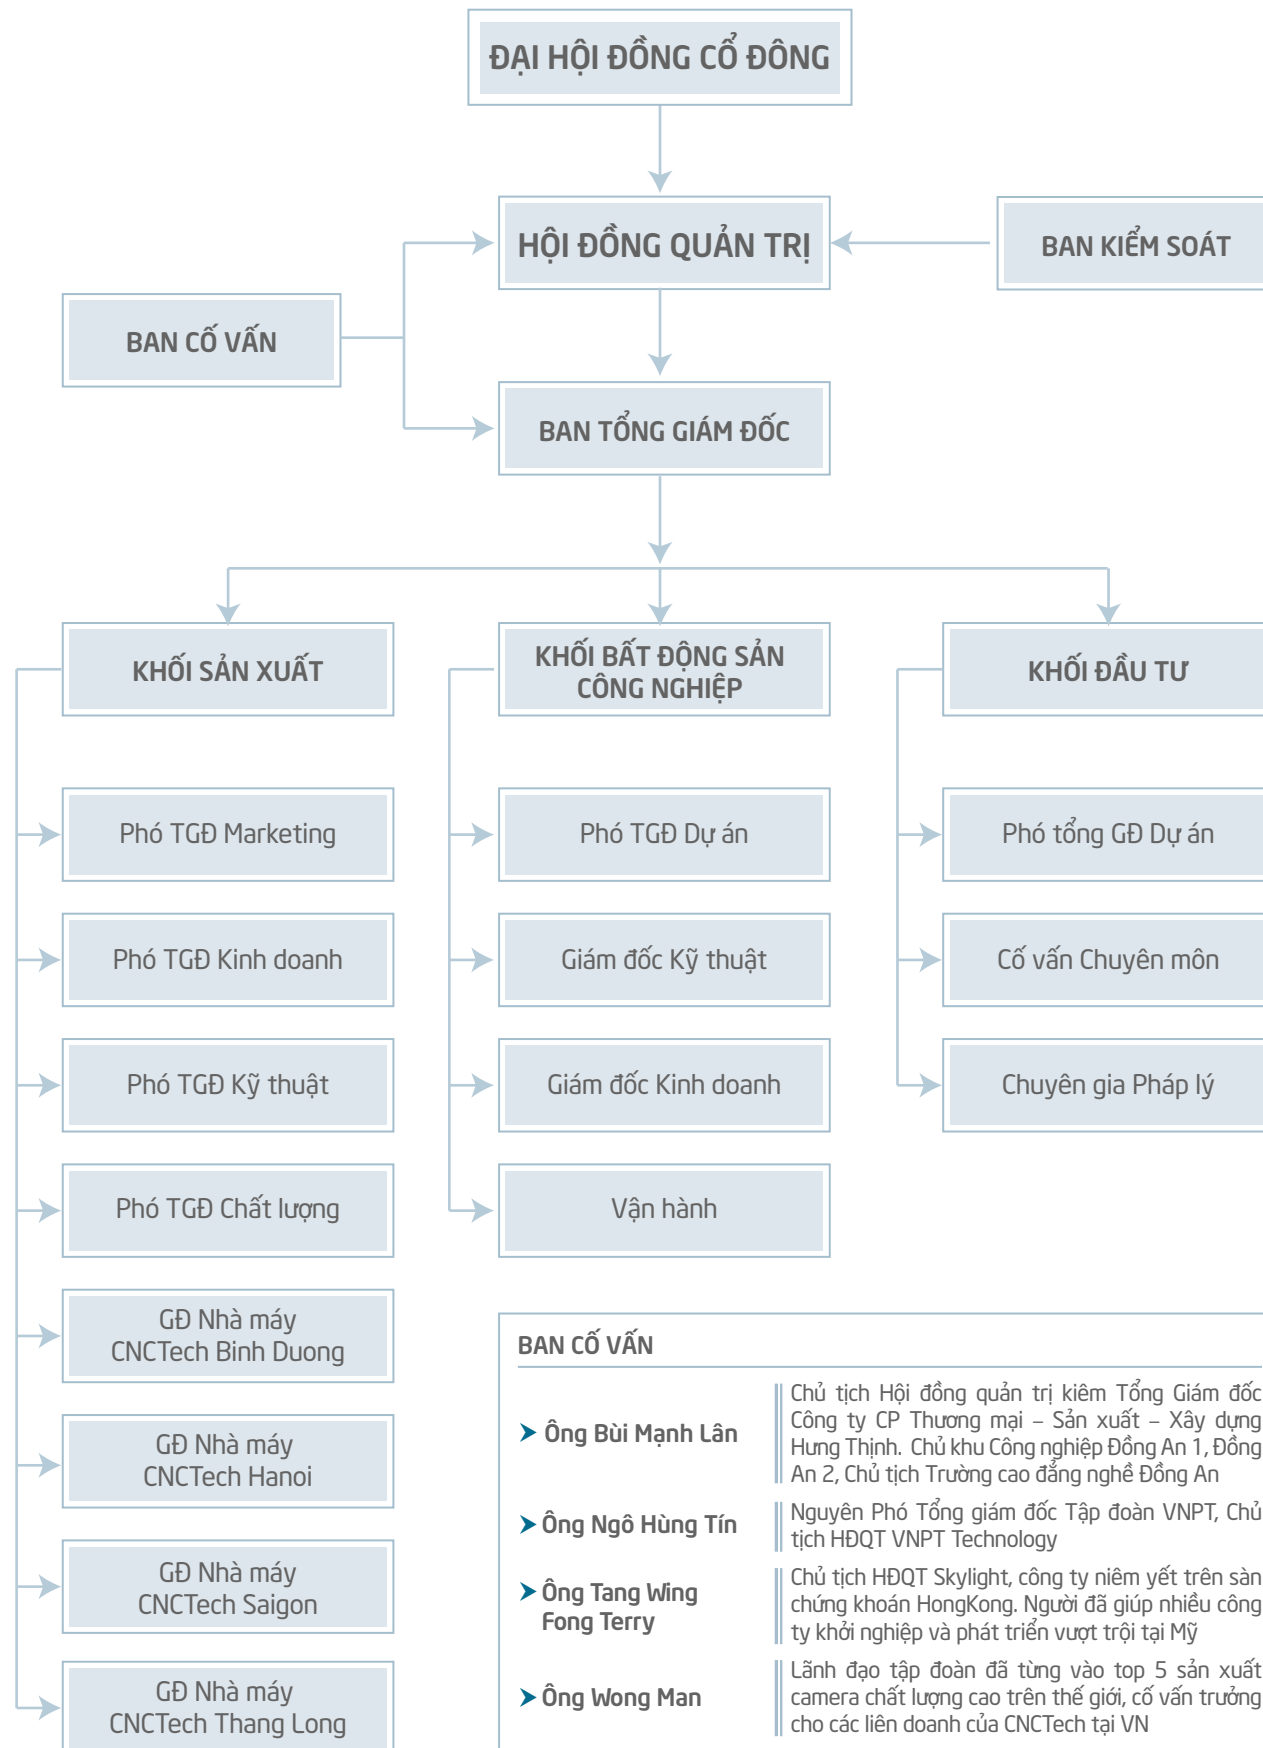 ĐẠI HỘI ĐỒNG CỔ ĐÔNG
HỘI ĐỒNG QUẢN TRỊ
BAN KIỂM SOÁT
BAN CỐ VẤN
BAN TỔNG GIÁM ĐỐC
KHỐI SẢN XUẤT
KHỐI BẤT ĐỘNG SẢN
CÔNG NGHIỆP
KHỐI ĐẦU TƯ
Phó TGĐ Marketing
Phó TGĐ Dự án
Phó tổng GĐ Dự án
Phó TGĐ Kinh doanh
Giám đốc Kỹ thuật
Cố vấn Chuyên môn
Phó TGĐ Kỹ thuật
Giám đốc Kinh doanh
Chuyên gia Pháp lý
Phó TGĐ Chất lượng
Vận hành
GĐ Nhà máy
CNCTech Binh Duong
GĐ Nhà máy
CNCTech Hanoi
GĐ Nhà máy
CNCTech Saigon
GĐ Nhà máy
CNCTech Thang Long
BAN CỐ VẤN
Ông Bùi Mạnh Lân
Chủ tịch Hội đồng quản trị kiêm Tổng Giám đốc
Công ty CP Thương mại – Sản xuất – Xây dựng
Hưng Thịnh. Chủ khu Công nghiệp Đồng An 1, Đồng
An 2, Chủ tịch Trường cao đẳng nghề Đồng An
Ông Ngô Hùng Tín
Nguyên Phó Tổng giám đốc Tập đoàn VNPT, Chủ
tịch HĐQT VNPT Technology
Ông Tang Wing
Fong Terry
Chủ tịch HĐQT Skylight, công ty niêm yết trên sàn
chứng khoán HongKong. Người đã giúp nhiều công
ty khởi nghiệp và phát triển vượt trội tại Mỹ
Ông Wong Man
Lãnh đạo tập đoàn đã từng vào top 5 sản xuất
camera chất lượng cao trên thế giới, cố vấn trưởng
cho các liên doanh của CNCTech tại VN